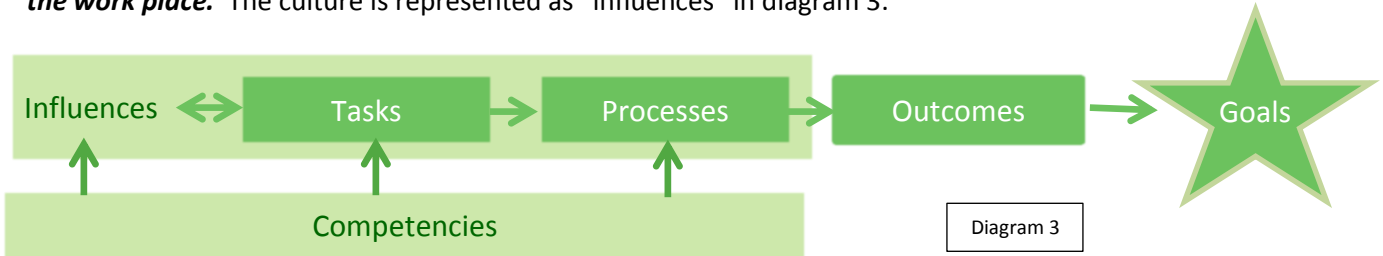 the work place. The culture is represented as "Influences" in diagram 3.
Influences Tasks Processes Outcomes Goals
Competencies
Diagram 3